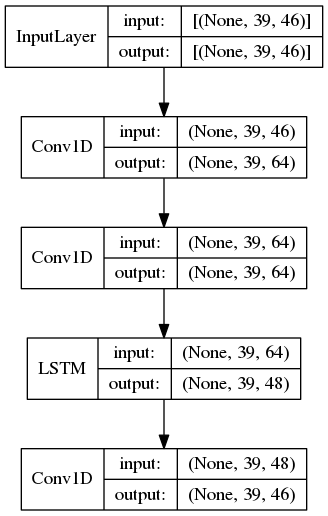 InputLayer
input: [(None, 39, 46)]
output: [(None, 39, 46)]
Conv1D
input: (None, 39, 46)
output: (None, 39, 64)
Conv1D
input: (None, 39, 64)
output: (None, 39, 64)
LSTM
input: (None, 39, 64)
output: (None, 39, 48)
Conv1D
input: (None, 39, 48)
output: (None, 39, 46)